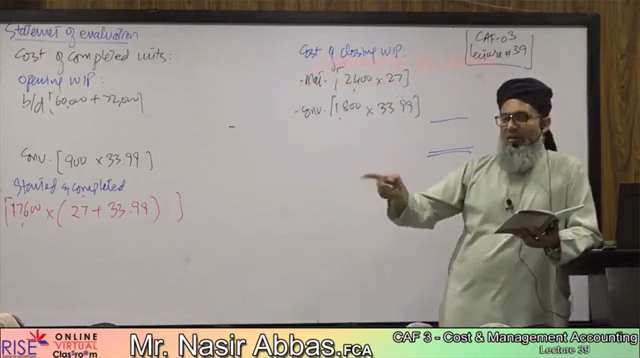 Statement of evaluation
Cost of completed units:
opening WIP:
b/d [60,000 + 72,000]
Conv. [900 x 33.99]
Started & completed
[17600 x (27 + 33.99) ]
Cost of closing WIP:
- Mat. [2400 x 27]
- Conv. [1800 x 33.99]
CAF-03
Lecture # 39
RISE
ONLINE
VIRTUAL
Classroom
Mr. Nasir Abbas.FCA
CAF 3 - Cost & Management Accounting
Lecture 39